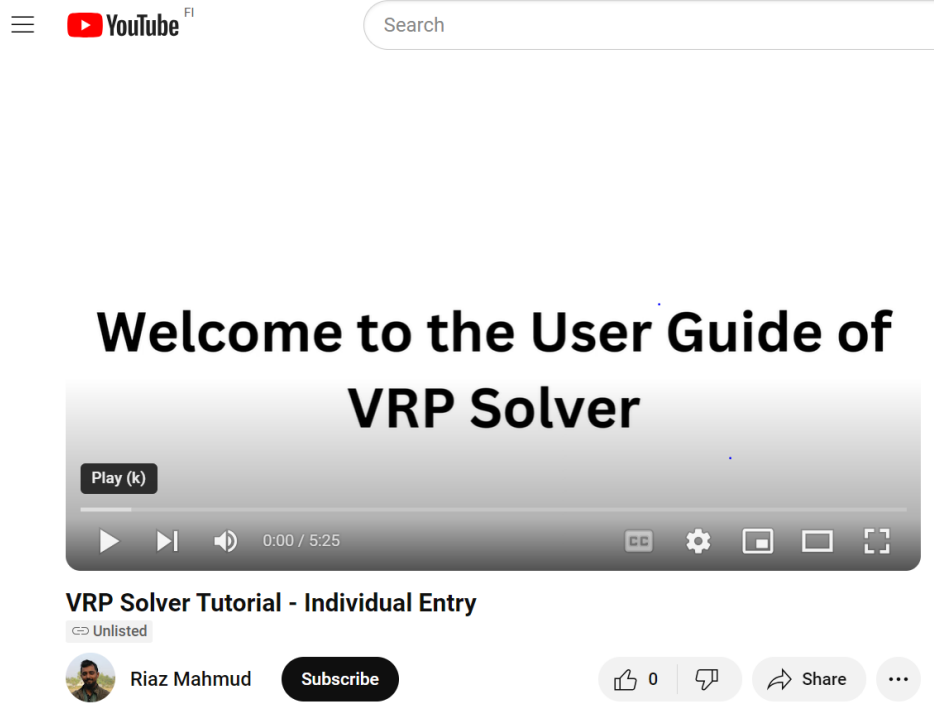 YouTube FI
Search
Welcome to the User Guide of
VRP Solver
Play (k)
0:00 / 5:25
CC
VRP Solver Tutorial - Individual Entry
Unlisted
Riaz Mahmud
Subscribe
0
Share